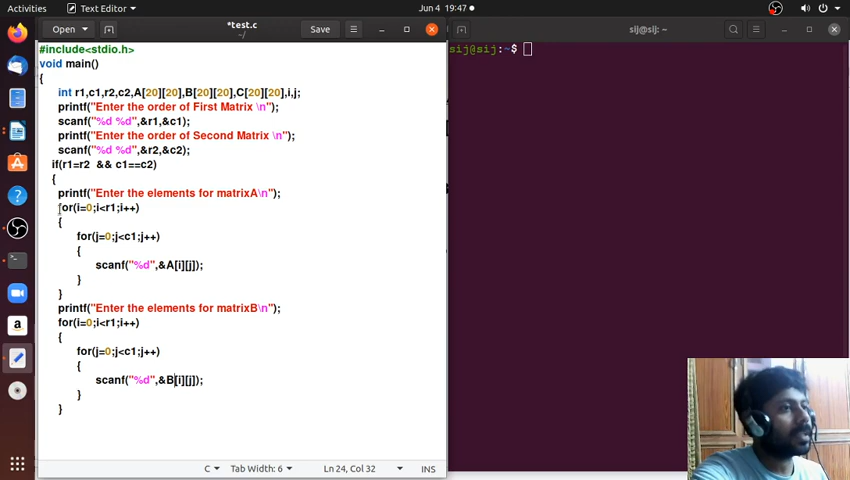 Activities
Text Editor
Jun 4 19:47
Open
*test.c
~/
Save
sij@sij: ~
#include<stdio.h>
void main()
{
int r1,c1,r2,c2,A[20][20],B[20][20],C[20][20],i,j;
printf("Enter the order of First Matrix \n");
scanf("%d %d",&r1,&c1);
printf("Enter the order of Second Matrix \n");
scanf("%d %d",&r2,&c2);
if(r1=r2 && c1==c2)
{
printf("Enter the elements for matrixA\n");
for(i=0;i<r1;i++)
{
for(j=0;j<c1;j++)
{
scanf("%d",&A[i][j]);
}
}
printf("Enter the elements for matrixB\n");
for(i=0;i<r1;i++)
{
for(j=0;j<c1;j++)
{
scanf("%d",&B[i][j]);
}
}
C
Tab Width: 6
Ln 24, Col 32
INS
sij@sij:~$